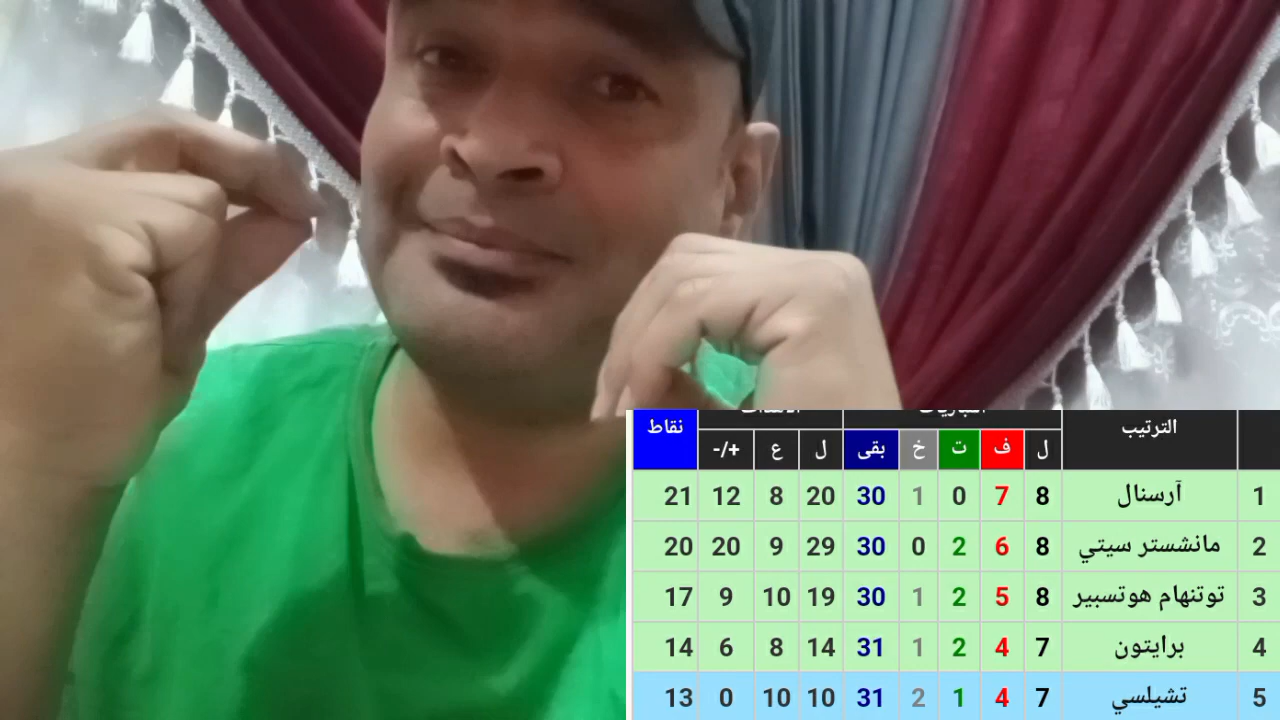 نقاط الترتيب
+/- ع ل بقى خ ت ف ل
21 12 8 20 30 1 0 7 8 آرسنال 1
20 20 9 29 30 0 2 6 8 مانشستر سيتي 2
17 9 10 19 30 1 2 5 8 توتنهام هوتسبير 3
14 6 8 14 31 1 2 4 7 برايتون 4
13 0 10 10 31 2 1 4 7 تشيلسي 5